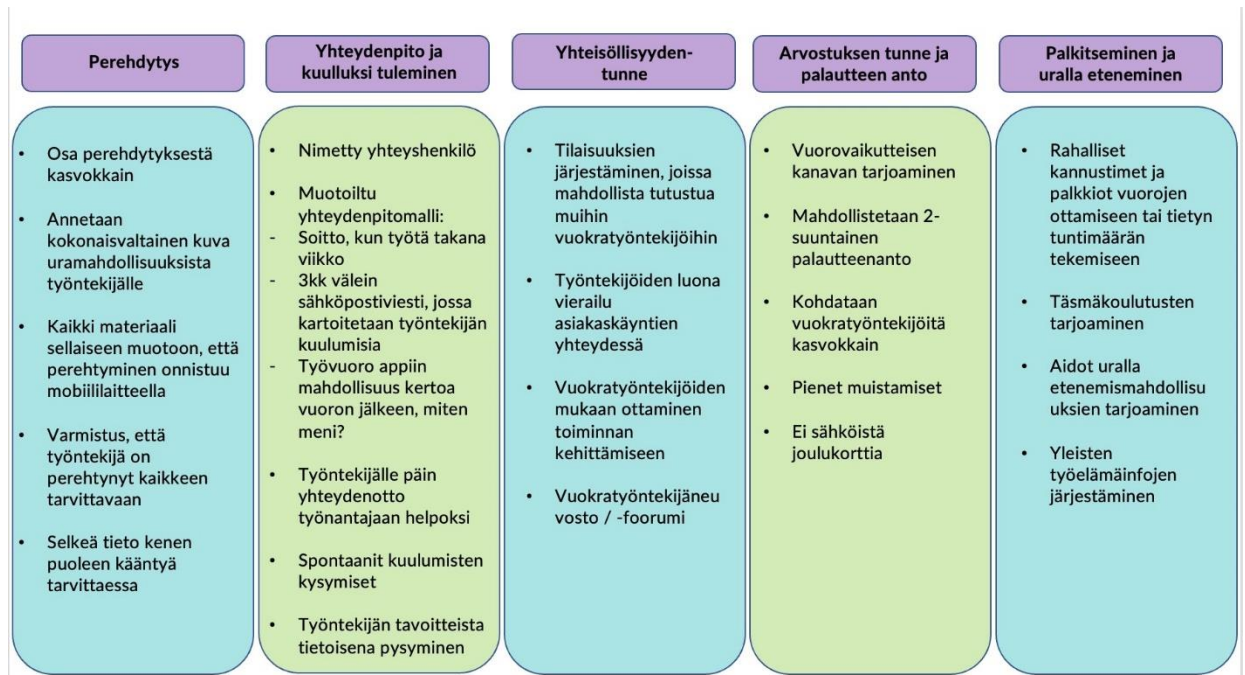 Perehdytys
• Osa perehdytyksestä
kasvokkain
• Annetaan
kokonaisvaltainen kuva
uramahdollisuuksista
työntekijälle
• Kaikki materiaali
sellaiseen muotoon, että
perehtyminen onnistuu
mobiililaitteella
• Varmistus, että
työntekijä on
perehtynyt kaikkeen
tarvittavaan
• Selkeä tieto kenen
puoleen kääntyä
tarvittaessa
Yhteydenpito ja
kuulluksi tuleminen
• Nimetty yhteyshenkilö
• Muotoiltu
yhteydenpitomalli:
- Soitto, kun työtä takana
viikko
- 3kk välein
sähköpostiviesti, jossa
kartoitetaan työntekijän
kuulumisia
- Työvuoro appiin
mahdollisuus kertoa
vuoron jälkeen, miten
meni?
• Työntekijälle päin
yhteydenotto
työnantajaan helpoksi
• Spontaanit kuulumisten
kysymiset
• Työntekijän tavoitteista
tietoisena pysyminen
Yhteisöllisyyden-
tunne
• Tilaisuuksien
järjestäminen, joissa
mahdollista tutustua
muihin
vuokratyöntekijöihin
• Työntekijöiden luona
vierailu
asiakaskäyntien
yhteydessä
• Vuokratyöntekijöiden
mukaan ottaminen
toiminnan
kehittämiseen
• Vuokratyöntekijäneu
vosto / -foorumi
Arvostuksen tunne ja
palautteen anto
• Vuorovaikutteisen
kanavan tarjoaminen
• Mahdollistetaan 2-
suuntainen
palautteenanto
• Kohdataan
vuokratyöntekijöitä
kasvokkain
• Pienet muistamiset
• Ei sähköistä
joulukorttia
Palkitseminen ja
uralla eteneminen
• Rahalliset
kannustimet ja
palkkiot vuorojen
ottamiseen tai tietyn
tuntimäärän
tekemiseen
• Täsmäkoulutusten
tarjoaminen
• Aidot uralla
etenemismahdollisu
uksien tarjoaminen
• Yleisten
työelämäinfojen
järjestäminen